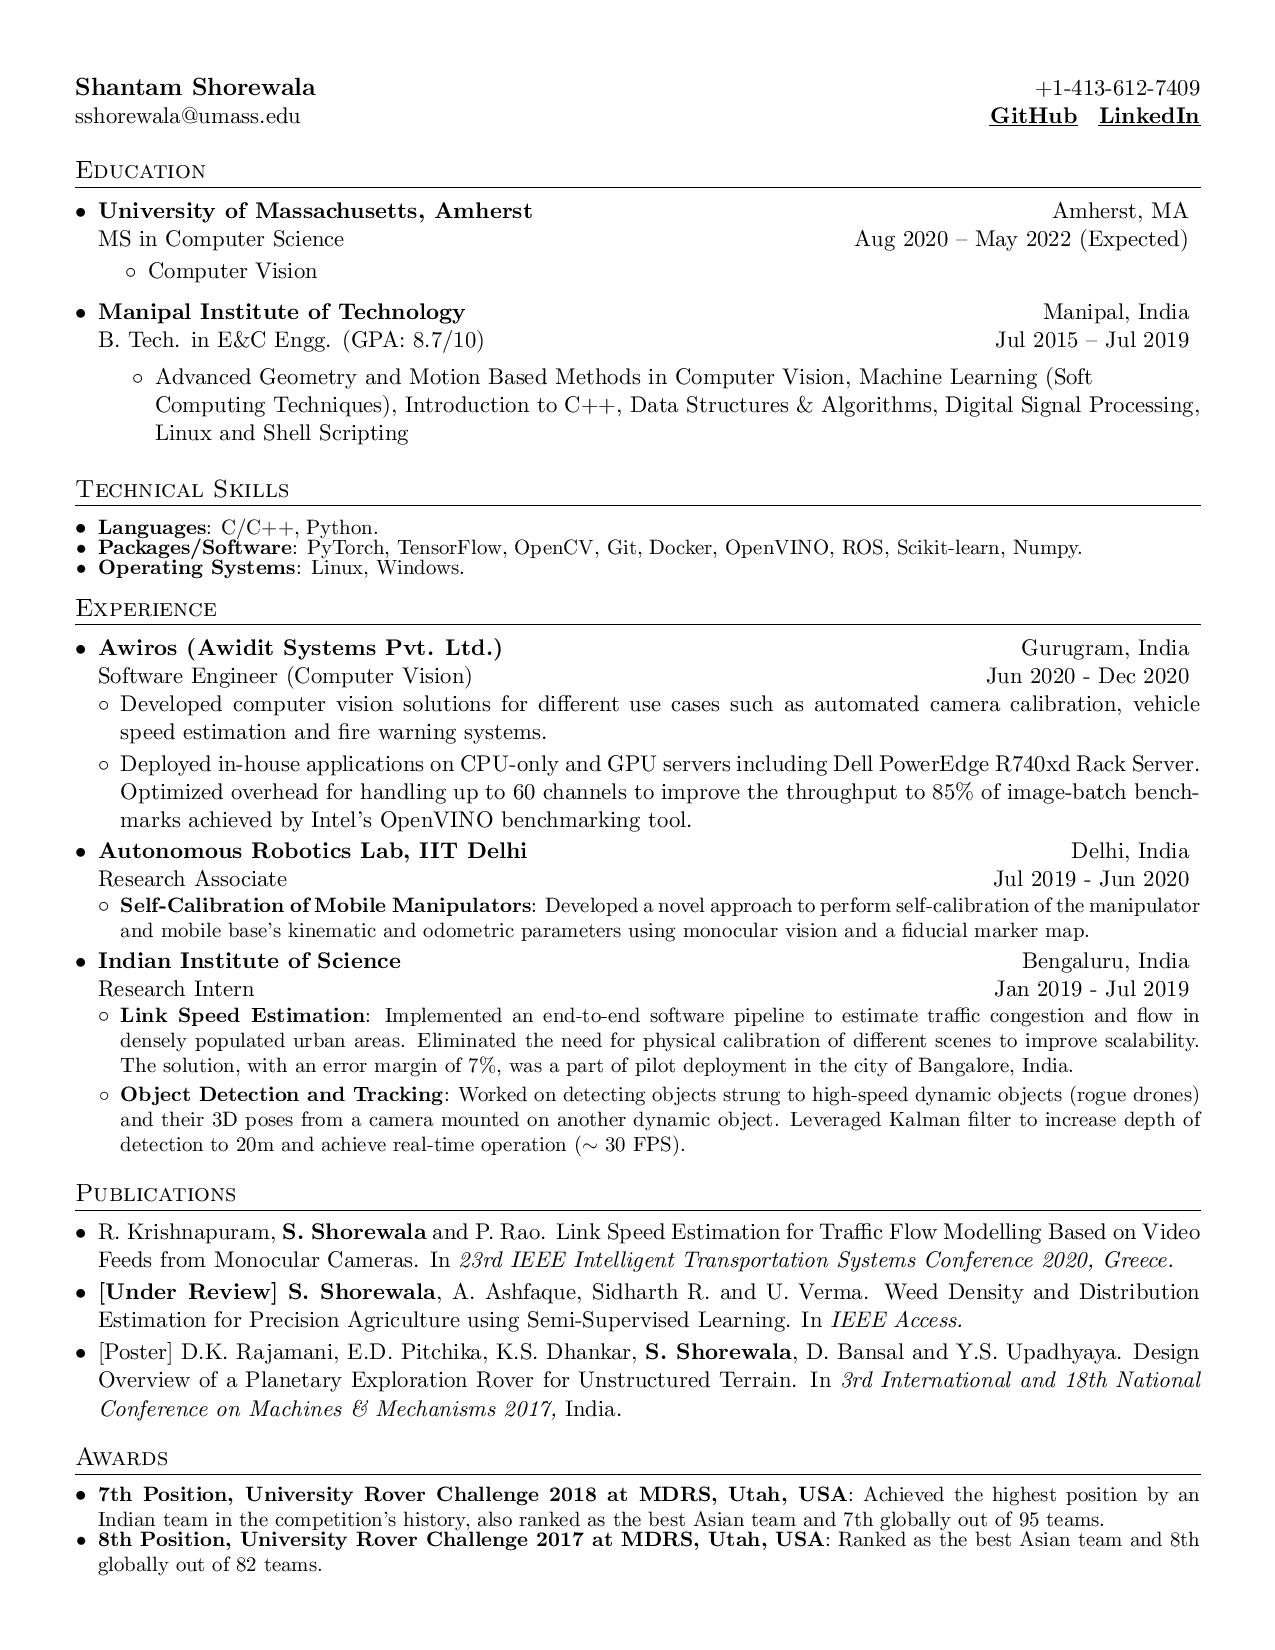 Shantam Shorewala +1-413-612-7409
sshorewala@umass.edu GitHub LinkedIn
Education
• University of Massachusetts, Amherst Amherst, MA
MS in Computer Science Aug 2020 – May 2022 (Expected)
◦ Computer Vision
• Manipal Institute of Technology Manipal, India
B. Tech. in E&C Engg. (GPA: 8.7/10) Jul 2015 – Jul 2019
◦ Advanced Geometry and Motion Based Methods in Computer Vision, Machine Learning (Soft
Computing Techniques), Introduction to C++, Data Structures & Algorithms, Digital Signal Processing,
Linux and Shell Scripting
Technical Skills
• Languages: C/C++, Python.
• Packages/Software: PyTorch, TensorFlow, OpenCV, Git, Docker, OpenVINO, ROS, Scikit-learn, Numpy.
• Operating Systems: Linux, Windows.
Experience
• Awiros (Awidit Systems Pvt. Ltd.) Gurugram, India
Software Engineer (Computer Vision) Jun 2020 - Dec 2020
◦ Developed computer vision solutions for different use cases such as automated camera calibration, vehicle
speed estimation and fire warning systems.
◦ Deployed in-house applications on CPU-only and GPU servers including Dell PowerEdge R740xd Rack Server.
Optimized overhead for handling up to 60 channels to improve the throughput to 85% of image-batch bench-
marks achieved by Intel's OpenVINO benchmarking tool.
• Autonomous Robotics Lab, IIT Delhi Delhi, India
Research Associate Jul 2019 - Jun 2020
◦ Self-Calibration of Mobile Manipulators: Developed a novel approach to perform self-calibration of the manipulator
and mobile base's kinematic and odometric parameters using monocular vision and a fiducial marker map.
• Indian Institute of Science Bengaluru, India
Research Intern Jan 2019 - Jul 2019
◦ Link Speed Estimation: Implemented an end-to-end software pipeline to estimate traffic congestion and flow in
densely populated urban areas. Eliminated the need for physical calibration of different scenes to improve scalability.
The solution, with an error margin of 7%, was a part of pilot deployment in the city of Bangalore, India.
◦ Object Detection and Tracking: Worked on detecting objects strung to high-speed dynamic objects (rogue drones)
and their 3D poses from a camera mounted on another dynamic object. Leveraged Kalman filter to increase depth of
detection to 20m and achieve real-time operation (∼ 30 FPS).
Publications
• R. Krishnapuram, S. Shorewala and P. Rao. Link Speed Estimation for Traffic Flow Modelling Based on Video
Feeds from Monocular Cameras. In 23rd IEEE Intelligent Transportation Systems Conference 2020, Greece.
• [Under Review] S. Shorewala, A. Ashfaque, Sidharth R. and U. Verma. Weed Density and Distribution
Estimation for Precision Agriculture using Semi-Supervised Learning. In IEEE Access.
• [Poster] D.K. Rajamani, E.D. Pitchika, K.S. Dhankar, S. Shorewala, D. Bansal and Y.S. Upadhyaya. Design
Overview of a Planetary Exploration Rover for Unstructured Terrain. In 3rd International and 18th National
Conference on Machines & Mechanisms 2017, India.
Awards
• 7th Position, University Rover Challenge 2018 at MDRS, Utah, USA: Achieved the highest position by an
Indian team in the competition's history, also ranked as the best Asian team and 7th globally out of 95 teams.
• 8th Position, University Rover Challenge 2017 at MDRS, Utah, USA: Ranked as the best Asian team and 8th
globally out of 82 teams.